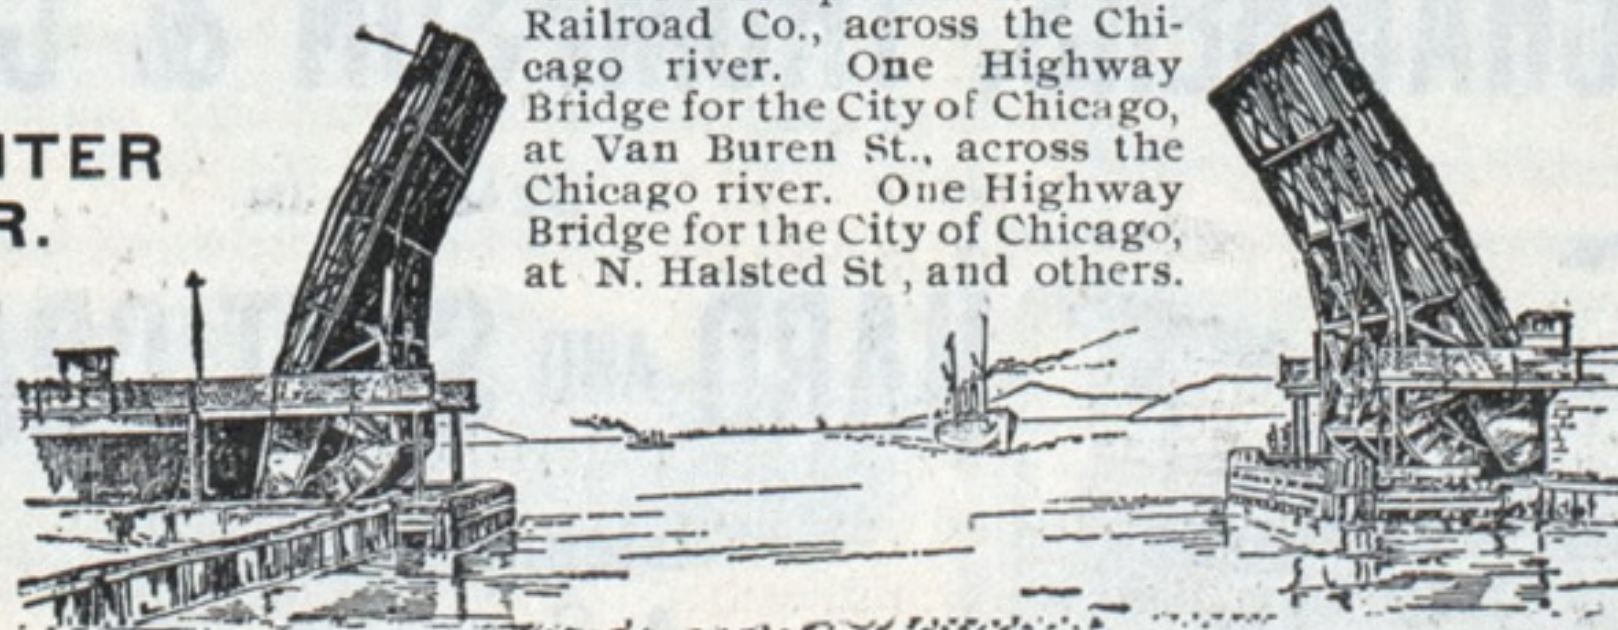 Railroad Co., across the Chi-
cago river. One Highway
Bridge for the City of Chicago,
at Van Buren St., across the
Chicago river. One Highway
Bridge for the City of Chicago,
at N. Halsted St , and others.
NTER
R.